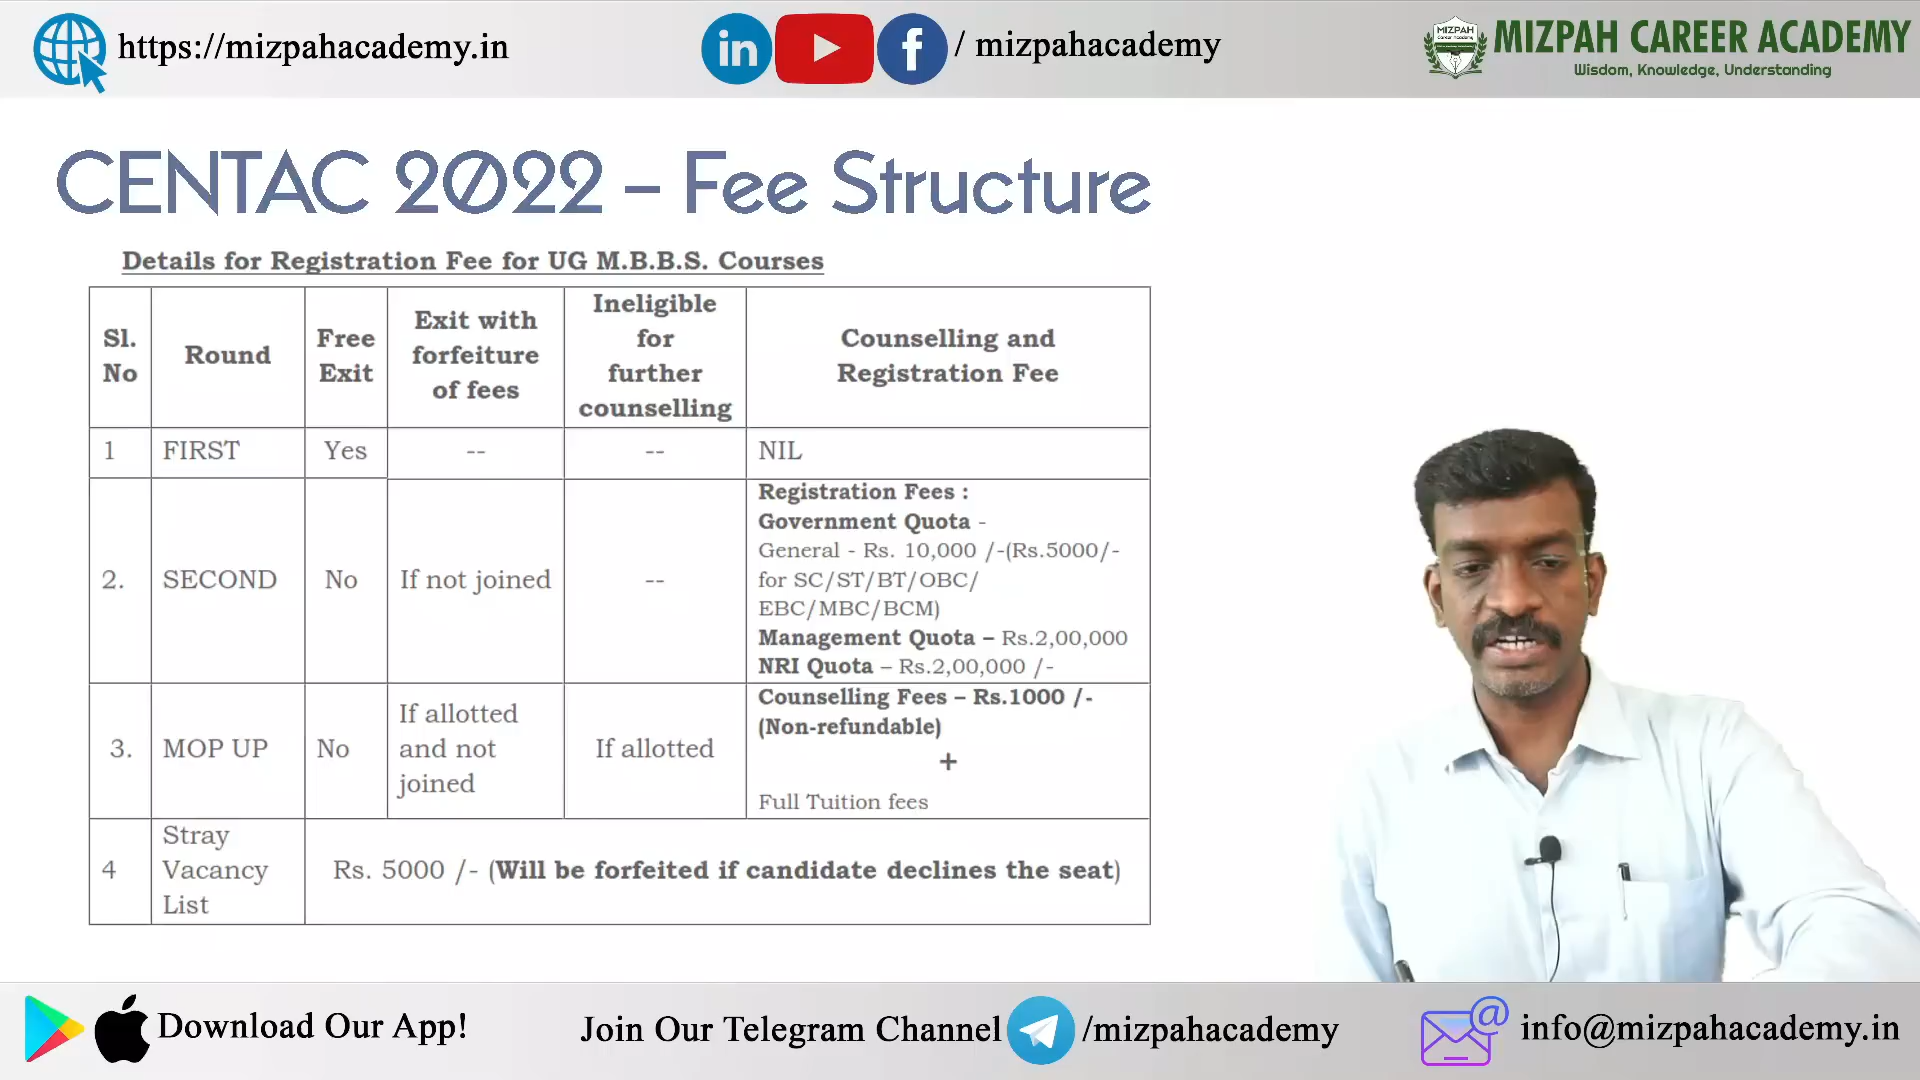 https://mizpahacademy.in
in
f
/ mizpahacademy
MIZPAH
MIZPAH CAREER ACADEMY
Wisdom, Knowledge, Understanding
CENTAC 2022 – Fee Structure
Details for Registration Fee for UG M.B.B.S. Courses
Sl.
No
Round
Free
Exit
Exit with
forfeiture
of fees
Ineligible
for
further
counselling
Counselling and
Registration Fee
1
FIRST
Yes
--
--
NIL
2.
SECOND
No
If not joined
--
Registration Fees :
Government Quota -
General - Rs. 10,000 /-(Rs.5000/-
for SC/ST/BT/OBC/
EBC/MBC/BCM)
Management Quota – Rs.2,00,000
NRI Quota – Rs.2,00,000 /-
3.
MOP UP
No
If allotted
and not
joined
If allotted
Counselling Fees – Rs.1000 /-
(Non-refundable)
+
Full Tuition fees
4
Stray
Vacancy
List
Rs. 5000 /- (Will be forfeited if candidate declines the seat)
Download Our App!
Join Our Telegram Channel
/mizpahacademy
@
info@mizpahacademy.in